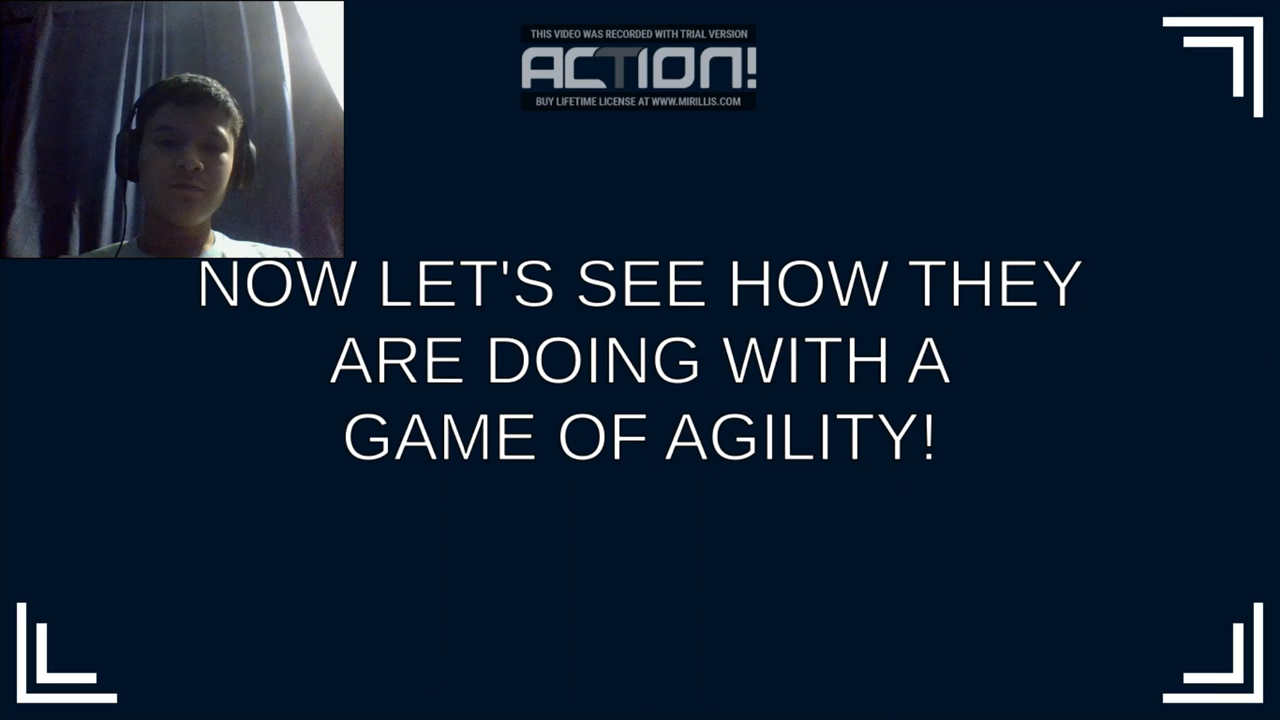 THIS VIDEO WAS RECORDED WITH TRIAL VERSION
ACTION!
BUY LIFETIME LICENSE AT WWW.MIRILLIS.COM
NOW LET'S SEE HOW THEY
ARE DOING WITH A
GAME OF AGILITY!